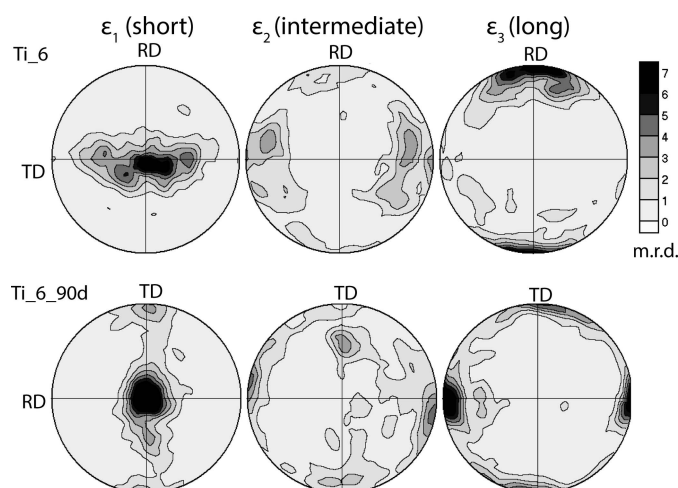 ε1 (short) ε2 (intermediate) ε3 (long)
Ti_6 RD RD RD
7
6
5
4
3
2
1
0
TD
m.r.d.
Ti_6_90d TD TD TD
RD